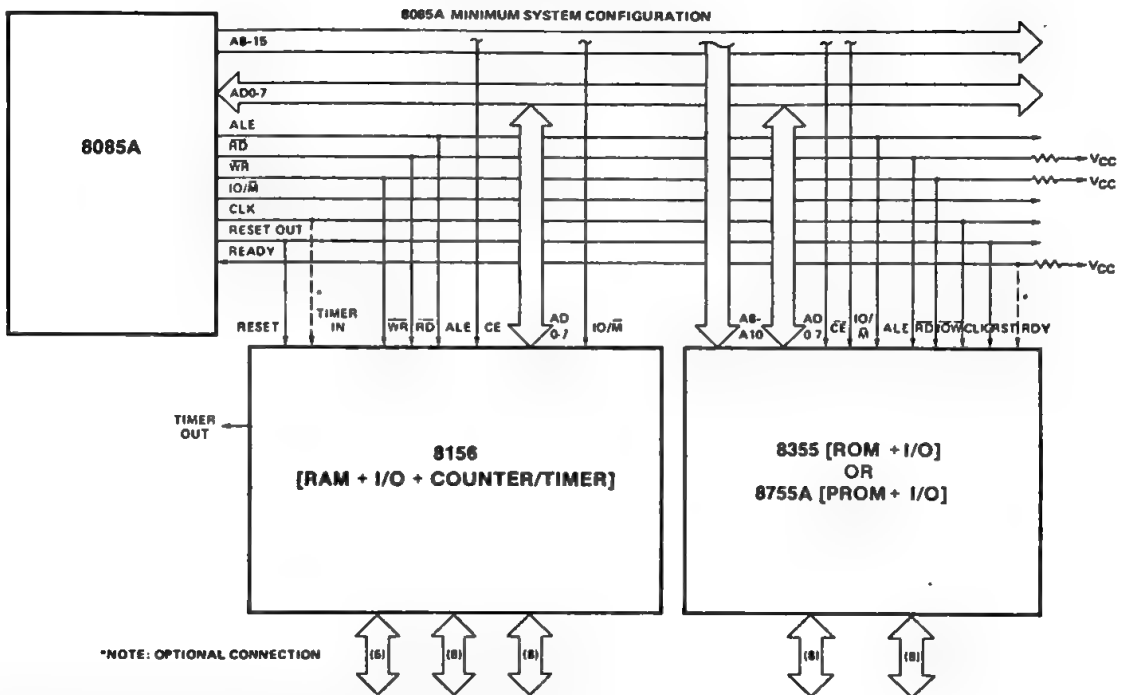 8085A MINIMUM SYSTEM CONFIGURATION
A8-15
AD0-7
8085A
ALE
RD
WR
IO/M
CLK
RESET OUT
READY
VCC
VCC
VCC
RESET
TIMER IN
*
WR
RD
ALE
CE
AD 0-7
IO/M
A8-A10
AD 0-7
CE
IO/M
ALE
RD
IOW
CLK
RST
RDY
*
TIMER OUT
8156
[RAM + I/O + COUNTER/TIMER]
8355 [ROM + I/O]
OR
8755A [PROM + I/O]
*NOTE: OPTIONAL CONNECTION
(6)
(8)
(8)
(8)
(8)